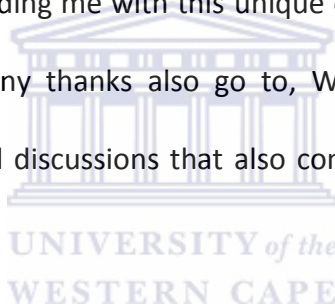 ding me with this unique
ny thanks also go to, W
discussions that also con
UNIVERSITY of the
WESTERN CAPE